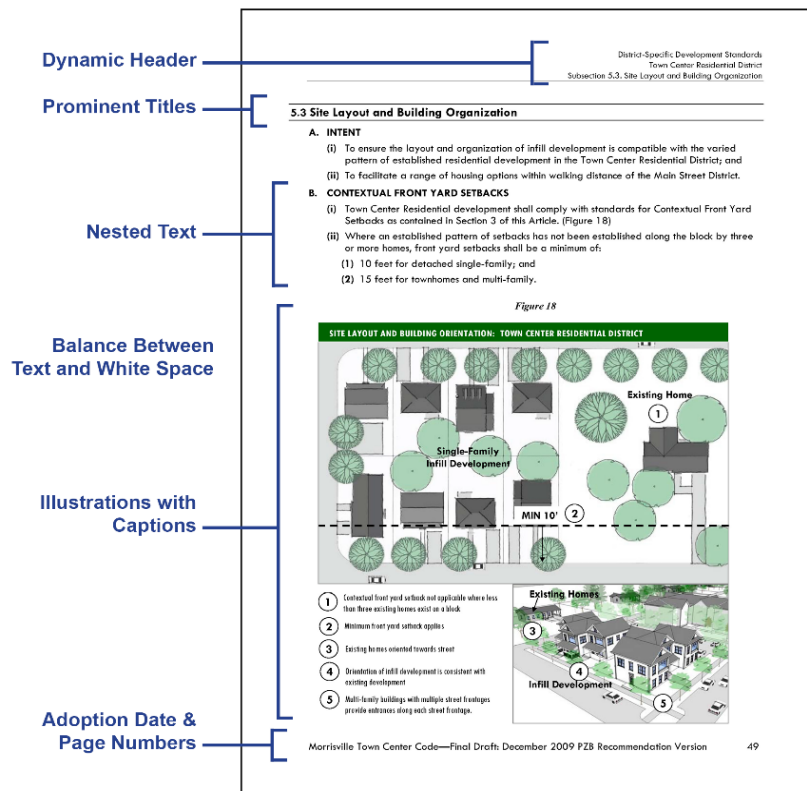 Dynamic Header
District-Specific Development Standards
Town Center Residential District
Subsection 5.3. Site Layout and Building Organization
Prominent Titles
5.3 Site Layout and Building Organization
A. INTENT
(i) To ensure the layout and organization of infill development is compatible with the varied
pattern of established residential development in the Town Center Residential District; and
(ii) To facilitate a range of housing options within walking distance of the Main Street District.
Nested Text
B. CONTEXTUAL FRONT YARD SETBACKS
(i) Town Center Residential development shall comply with standards for Contextual Front Yard
Setbacks as contained in Section 3 of this Article. (Figure 18)
(ii) Where an established pattern of setbacks has not been established along the block by three
or more homes, front yard setbacks shall be a minimum of:
(1) 10 feet for detached single-family; and
(2) 15 feet for townhomes and multi-family.
Balance Between
Text and White Space
Illustrations with
Captions
Figure 18
SITE LAYOUT AND BUILDING ORIENTATION: TOWN CENTER RESIDENTIAL DISTRICT
Existing Home
1
Single-Family
Infill Development
MIN 10'
2
1 Contextual front yard setback not applicable where less
than three existing homes exist on a block
2 Minimum front yard setback applies
3 Existing homes oriented towards street
4 Orientation of infill development is consistent with
existing development
5 Multi-family buildings with multiple street frontages
provide entrances along each street frontage.
Existing Homes
3
4
Infill Development
5
Adoption Date &
Page Numbers
Morrisville Town Center Code—Final Draft: December 2009 PZB Recommendation Version 49